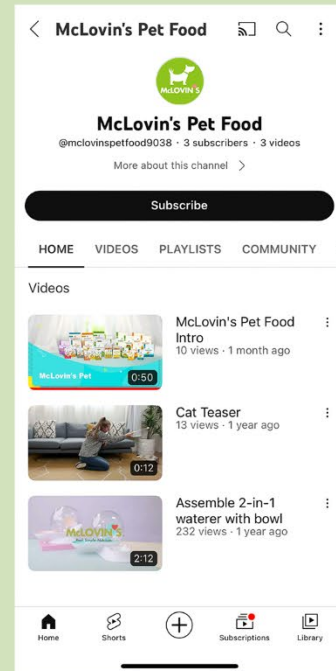 McLovin's Pet Food
McLOVIN'S
McLovin's Pet Food
@mclovinspetfood9038 · 3 subscribers · 3 videos
More about this channel
Subscribe
HOME VIDEOS PLAYLISTS COMMUNITY
Videos
McLovin's Pet
0:50
McLovin's Pet Food
Intro
10 views · 1 month ago
0:12
Cat Teaser
13 views · 1 year ago
McLOVIN'S
2:12
Assemble 2-in-1
waterer with bowl
232 views · 1 year ago
Home Shorts Subscriptions Library